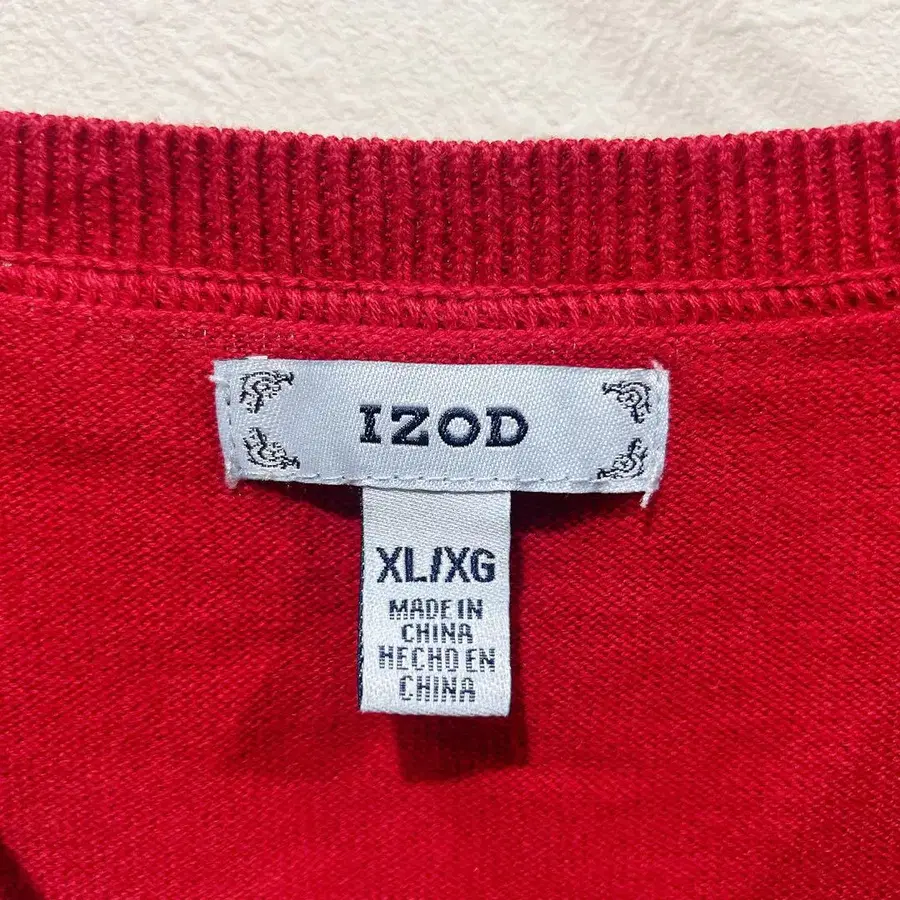 IZOD
XL/XG
MADE IN
CHINA
HECHO EN
CHINA